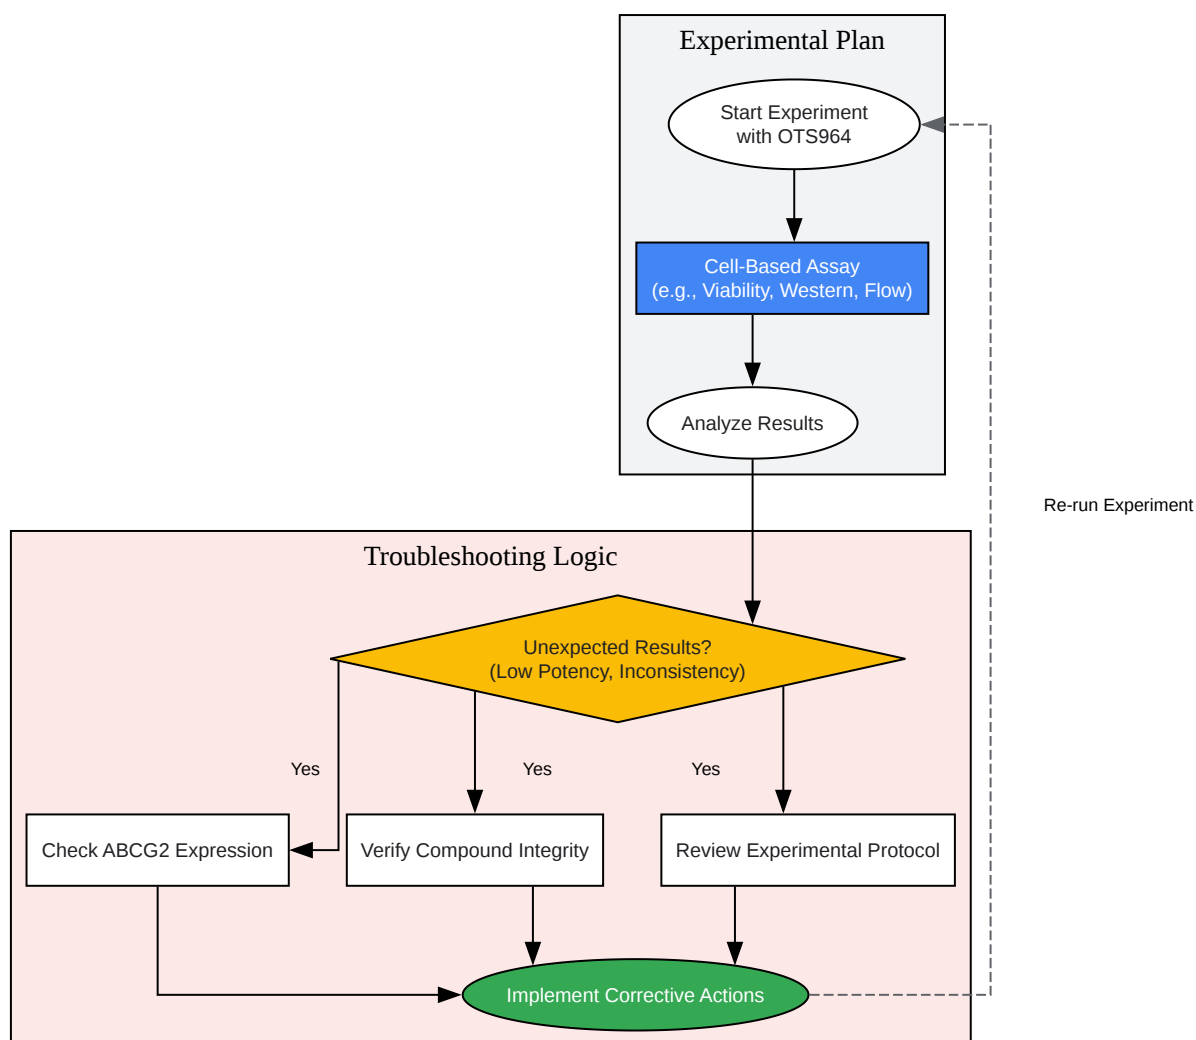 Experimental Plan
Start Experiment
with OTS964
Cell-Based Assay
(e.g., Viability, Western, Flow)
Analyze Results
Re-run Experiment
Troubleshooting Logic
Unexpected Results?
(Low Potency, Inconsistency)
Yes
Yes
Yes
Check ABCG2 Expression
Verify Compound Integrity
Review Experimental Protocol
Implement Corrective Actions